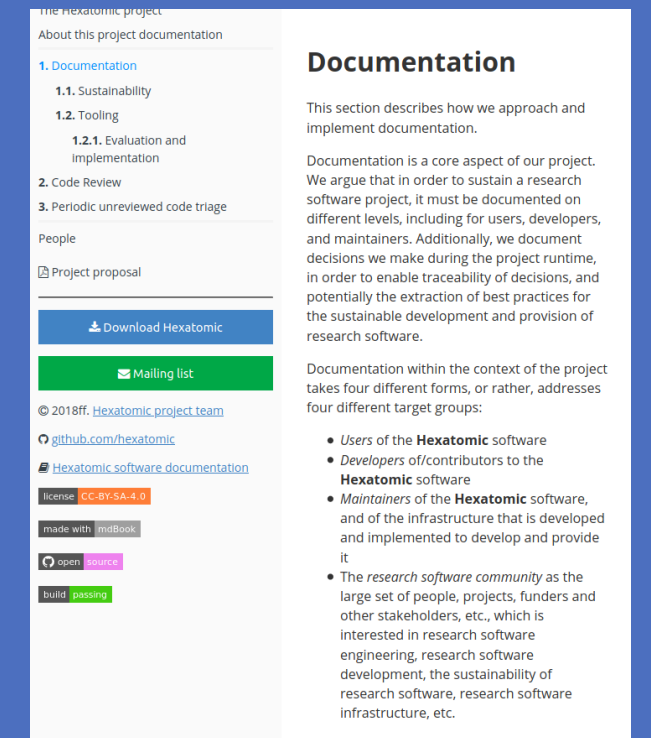 The Hexatomic project
About this project documentation
1. Documentation
1.1. Sustainability
1.2. Tooling
1.2.1. Evaluation and
Implementation
2. Code Review
3. Periodic unreviewed code triage
People
Project proposal
Download Hexatomic
Mailing list
© 2018ff. Hexatomic project team
github.com/hexatomic
Hexatomic software documentation
license CC-BY-SA-4.0
made with mdBook
open source
build passing
Documentation
This section describes how we approach and
implement documentation.
Documentation is a core aspect of our project.
We argue that in order to sustain a research
software project, it must be documented on
different levels, including for users, developers,
and maintainers. Additionally, we document
decisions we make during the project runtime,
in order to enable traceability of decisions, and
potentially the extraction of best practices for
the sustainable development and provision of
research software.
Documentation within the context of the project
takes four different forms, or rather, addresses
four different target groups:
• Users of the Hexatomic software
• Developers of/contributors to the
Hexatomic software
• Maintainers of the Hexatomic software,
and of the infrastructure that is developed
and implemented to develop and provide
it
• The research software community as the
large set of people, projects, funders and
other stakeholders, etc., which is
interested in research software
engineering, research software
development, the sustainability of
research software, research software
infrastructure, etc.